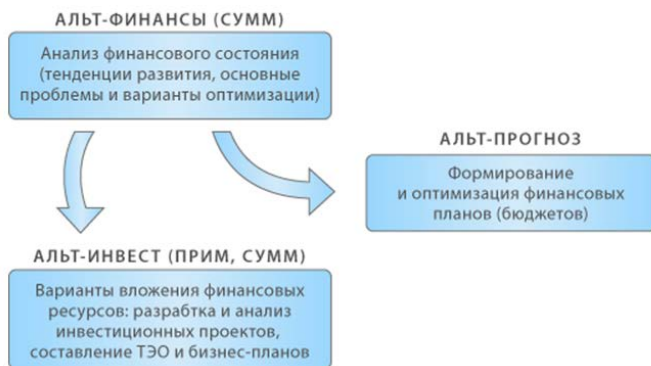 АЛЬТ-ФИНАНСЫ (СУММ)
Анализ финансового состояния
(тенденции развития, основные
проблемы и варианты оптимизации)
АЛЬТ-ПРОГНОЗ
Формирование
и оптимизация финансовых
планов (бюджетов)
АЛЬТ-ИНВЕСТ (ПРИМ, СУММ)
Варианты вложения финансовых
ресурсов: разрабтка и анализ
инвестиционных проектов,
составление ТЭО и бизнес-планов